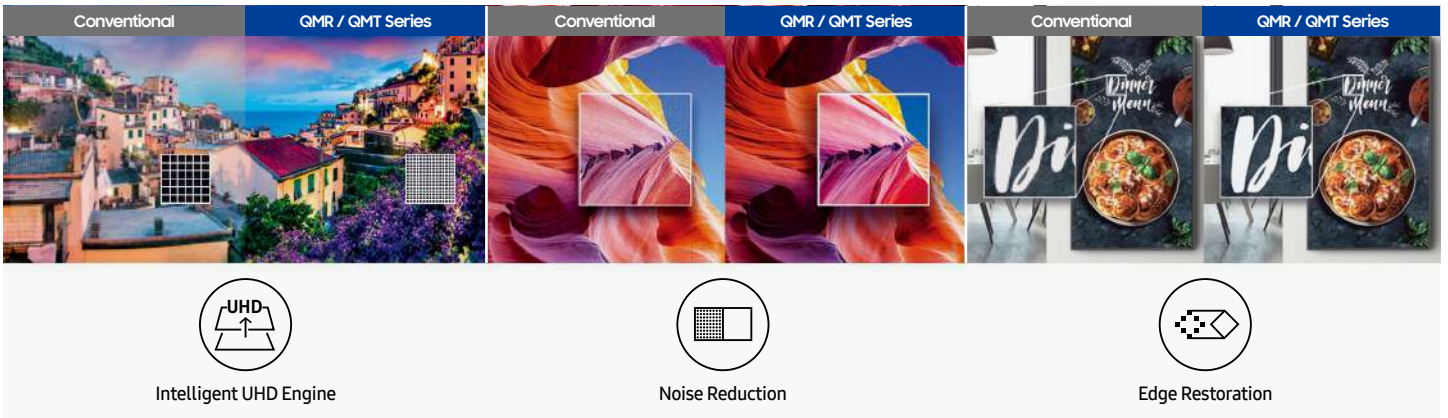 Conventional
QMR / QMT Series
Conventional
QMR / QMT Series
Conventional
QMR / QMT Series
Dinner
Menu
Di
Dinner
Menu
Di
UHD
Intelligent UHD Engine
Noise Reduction
Edge Restoration